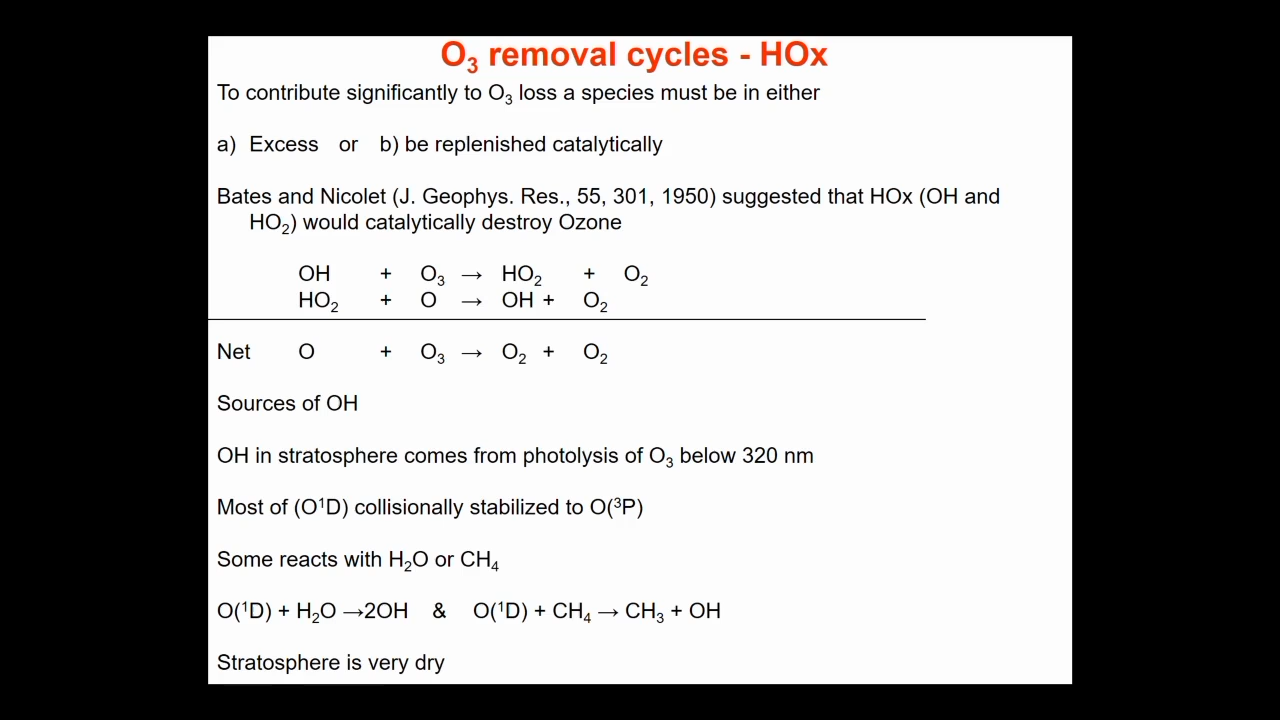 O₃ removal cycles - HOx
To contribute significantly to O₃ loss a species must be in either
a) Excess or b) be replenished catalytically
Bates and Nicolet (J. Geophys. Res., 55, 301, 1950) suggested that HOx (OH and
HO₂) would catalytically destroy Ozone
OH + O₃ → HO₂ + O₂
HO₂ + O → OH + O₂
Net O + O₃ → O₂ + O₂
Sources of OH
OH in stratosphere comes from photolysis of O₃ below 320 nm
Most of (O¹D) collisionally stabilized to O(³P)
Some reacts with H₂O or CH₄
O(¹D) + H₂O →2OH & O(¹D) + CH₄ → CH₃ + OH
Stratosphere is very dry